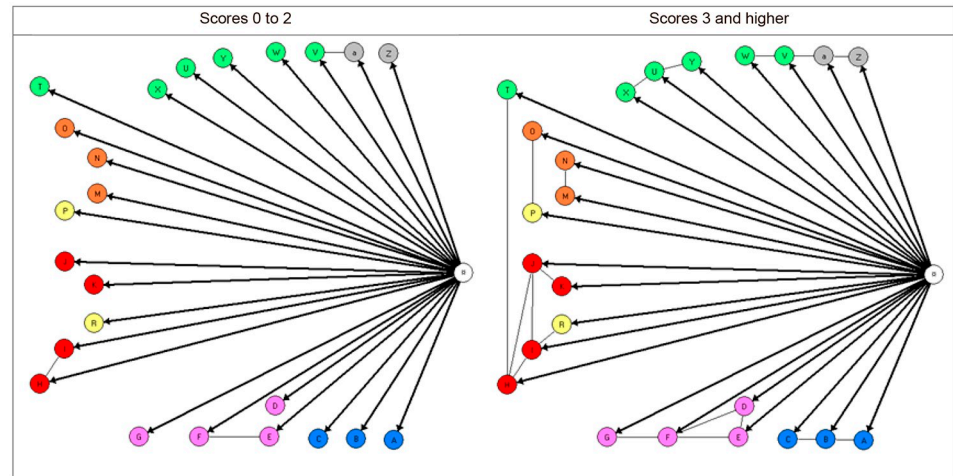 Scores 0 to 2
Scores 3 and higher
W V a Z
Y
U
X
T
O
N
M
P
K
R
H
D
G F E C B A
W V a Z
Y
U
X
T
O
N
M
P
K
R
D
G F E C B A